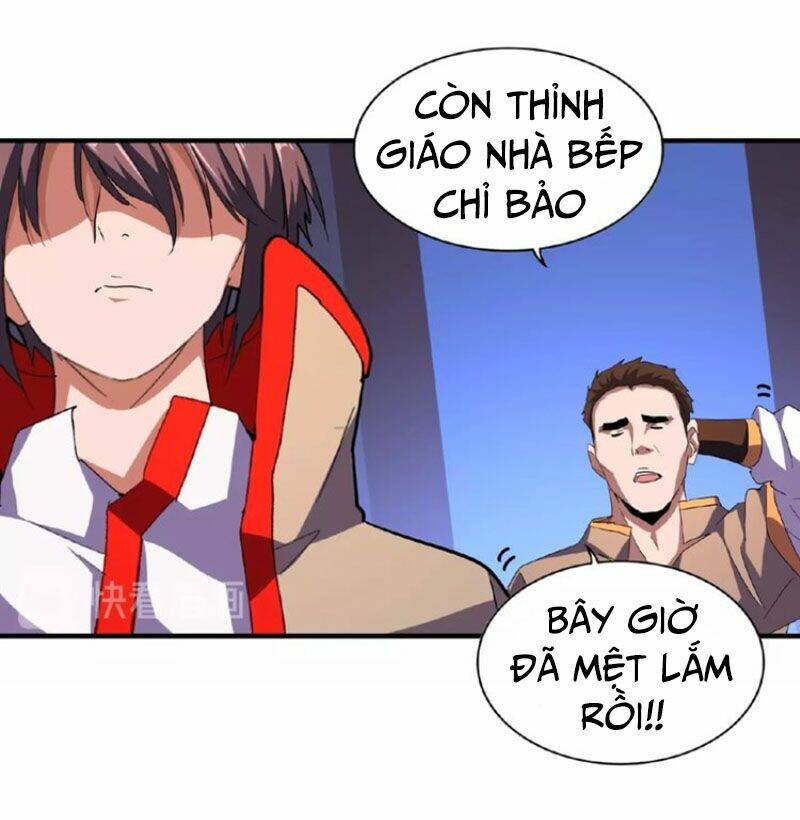 CÒN THỈNH
GIÁO NHÀ BẾP
CHỈ BẢO
快看漫画
BÂY GIỜ
ĐÃ MỆT LẮM
RỒI!!